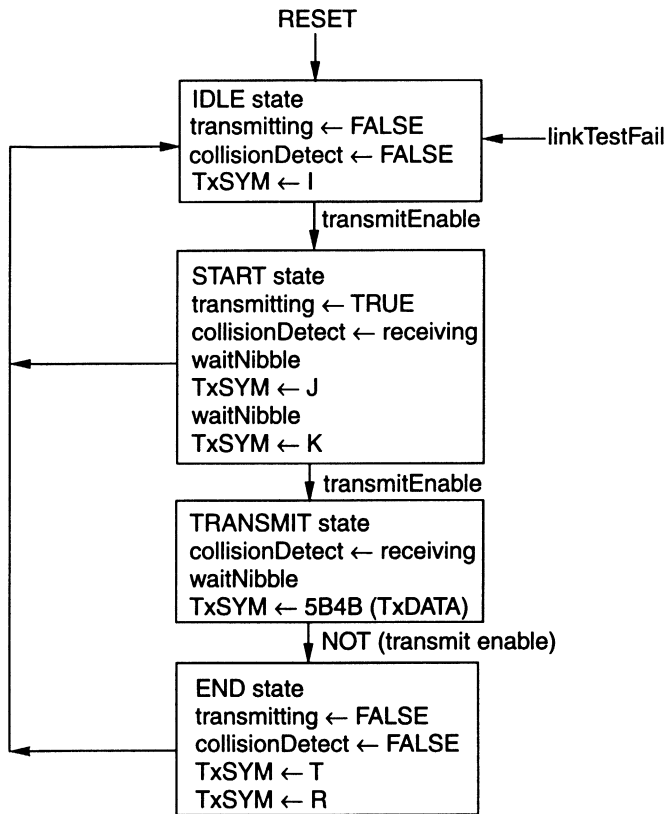 RESET
IDLE state
transmitting ← FALSE
collisionDetect ← FALSE
TxSYM ← I
linkTestFail
transmitEnable
START state
transmitting ← TRUE
collisionDetect ← receiving
waitNibble
TxSYM ← J
waitNibble
TxSYM ← K
transmitEnable
TRANSMIT state
collisionDetect ← receiving
waitNibble
TxSYM ← 5B4B (TxDATA)
NOT (transmit enable)
END state
transmitting ← FALSE
collisionDetect ← FALSE
TxSYM ← T
TxSYM ← R